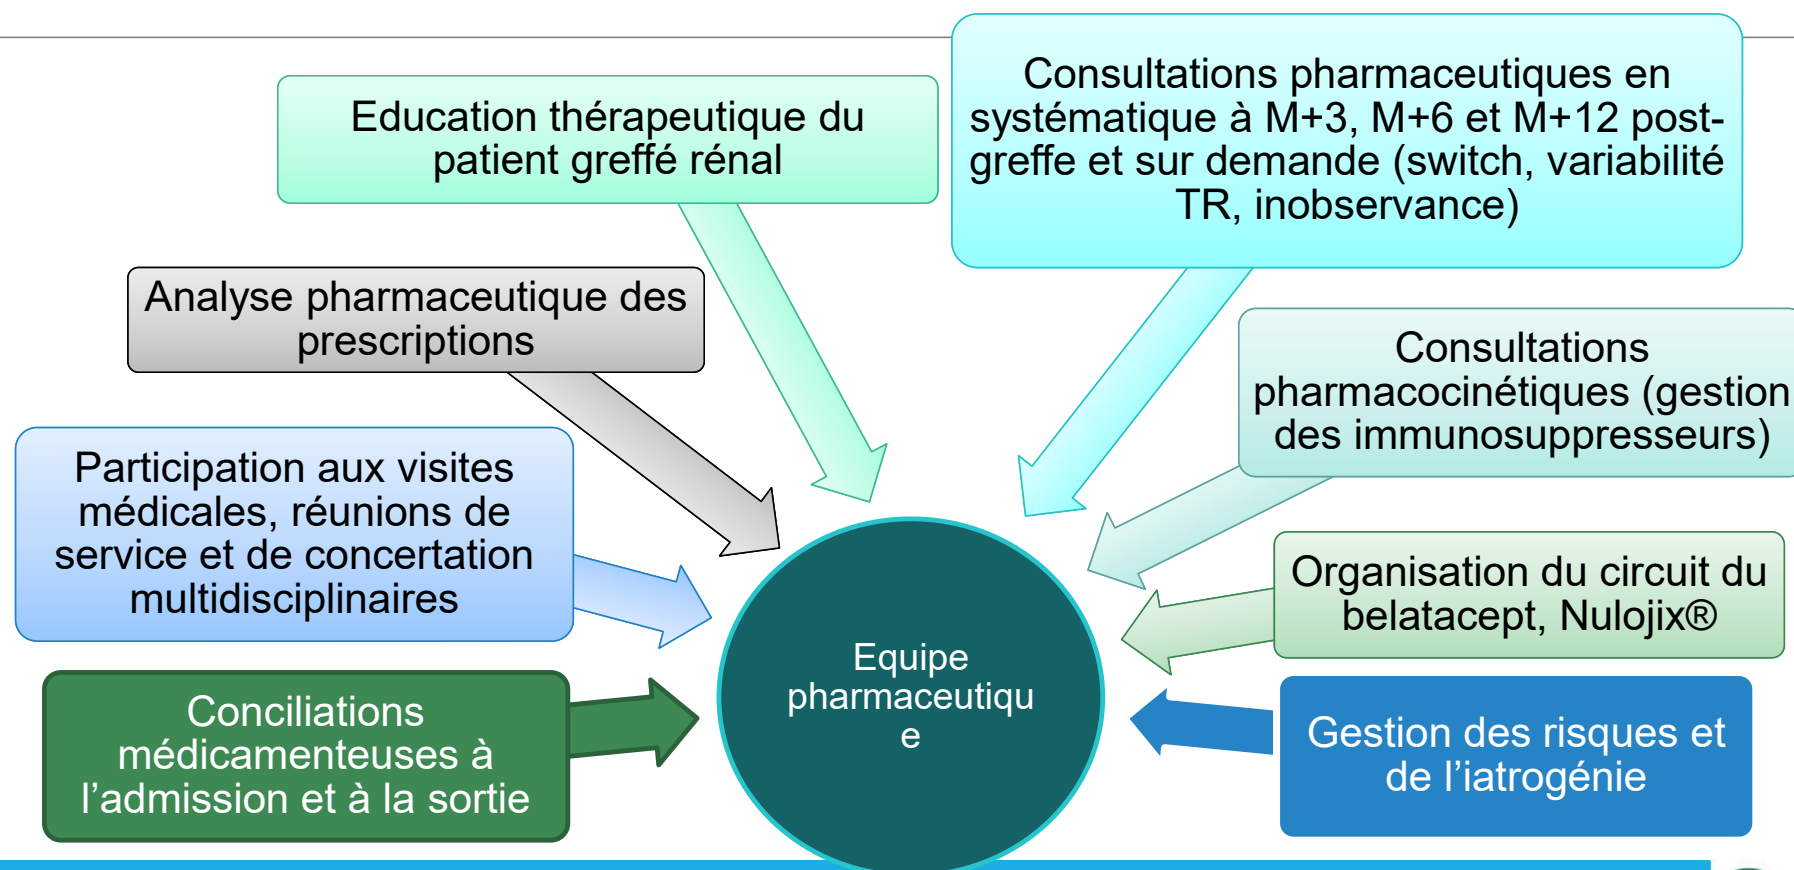 Education thérapeutique du
patient greffé rénal
Consultations pharmaceutiques en
systématique à M+3, M+6 et M+12 post-
greffe et sur demande (switch, variabilité
TR, inobservance)
Analyse pharmaceutique des
prescriptions
Consultations
pharmacocinétiques (gestion
des immunosuppresseurs)
Participation aux visites
médicales, réunions de
service et de concertation
multidisciplinaires
Organisation du circuit du
belatacept, Nulojix®
Conciliations
médicamenteuses à
l’admission et à la sortie
Equipe
pharmaceutiqu
e
Gestion des risques et
de l’iatrogénie